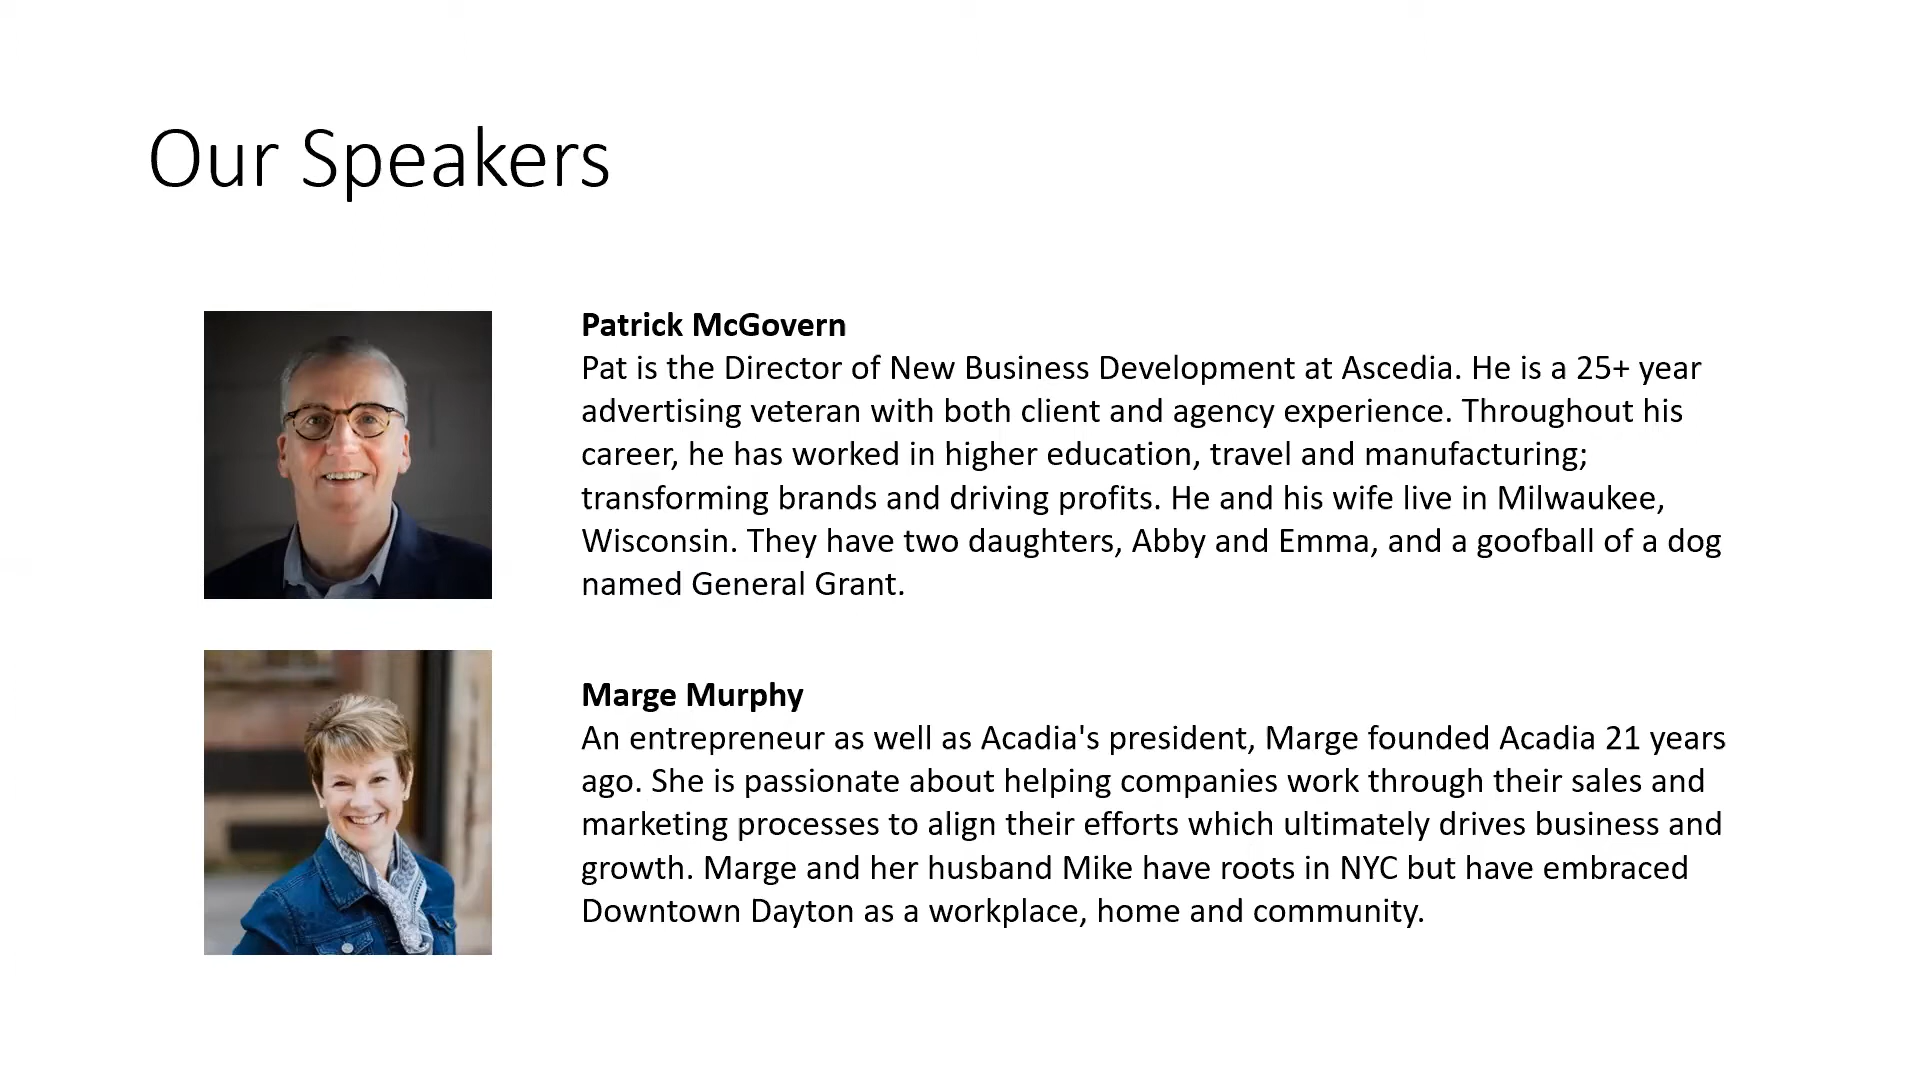 Our Speakers
Patrick McGovern
Pat is the Director of New Business Development at Ascedia. He is a 25+ year
advertising veteran with both client and agency experience. Throughout his
career, he has worked in higher education, travel and manufacturing;
transforming brands and driving profits. He and his wife live in Milwaukee,
Wisconsin. They have two daughters, Abby and Emma, and a goofball of a dog
named General Grant.
Marge Murphy
An entrepreneur as well as Acadia's president, Marge founded Acadia 21 years
ago. She is passionate about helping companies work through their sales and
marketing processes to align their efforts which ultimately drives business and
growth. Marge and her husband Mike have roots in NYC but have embraced
Downtown Dayton as a workplace, home and community.